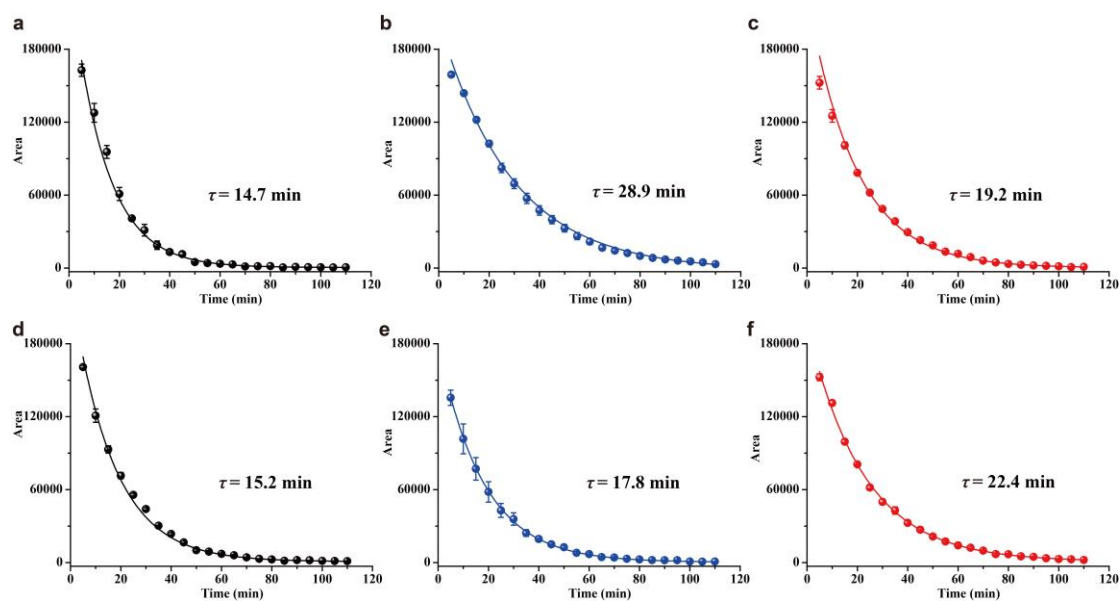 a
180000
120000
60000
0
Area
τ = 14.7 min
0 20 40 60 80 100 120
Time (min)
b
180000
120000
60000
0
Area
τ = 28.9 min
0 20 40 60 80 100 120
Time (min)
c
180000
120000
60000
0
Area
τ = 19.2 min
0 20 40 60 80 100 120
Time (min)
d
180000
120000
60000
0
Area
τ = 15.2 min
0 20 40 60 80 100 120
Time (min)
e
180000
120000
60000
0
Area
τ = 17.8 min
0 20 40 60 80 100 120
Time (min)
f
180000
120000
60000
0
Area
τ = 22.4 min
0 20 40 60 80 100 120
Time (min)